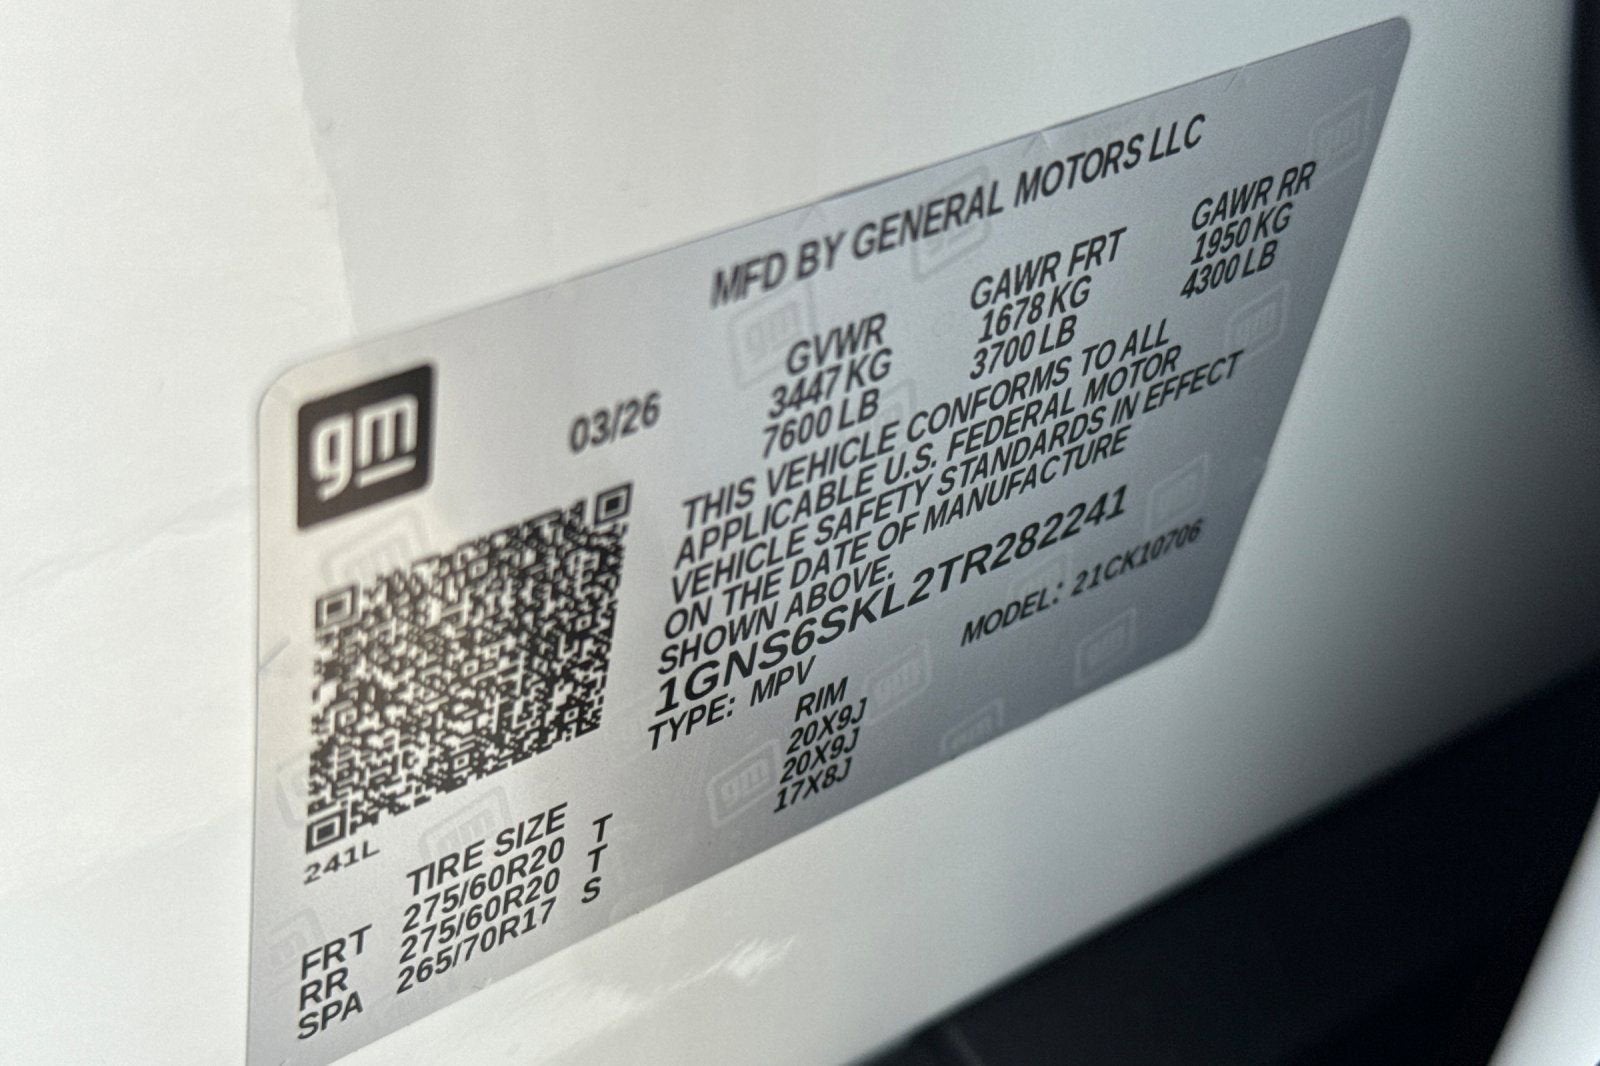 MFD BY GENERAL MOTORS LLC
gm
03/26
GVWR GAWR FRT GAWR RR
3447 KG 1678 KG 1950 KG
7600 LB 3700 LB 4300 LB
THIS VEHICLE CONFORMS TO ALL
APPLICABLE U.S. FEDERAL MOTOR
VEHICLE SAFETY STANDARDS IN EFFECT
ON THE DATE OF MANUFACTURE
SHOWN ABOVE.
1GNS6SKL2TR282241
TYPE: MPV MODEL: 21CK10706
241L
TIRE SIZE RIM
FRT 275/60R20 T 20X9J
RR 275/60R20 T 20X9J
SPA 265/70R17 S 17X8J